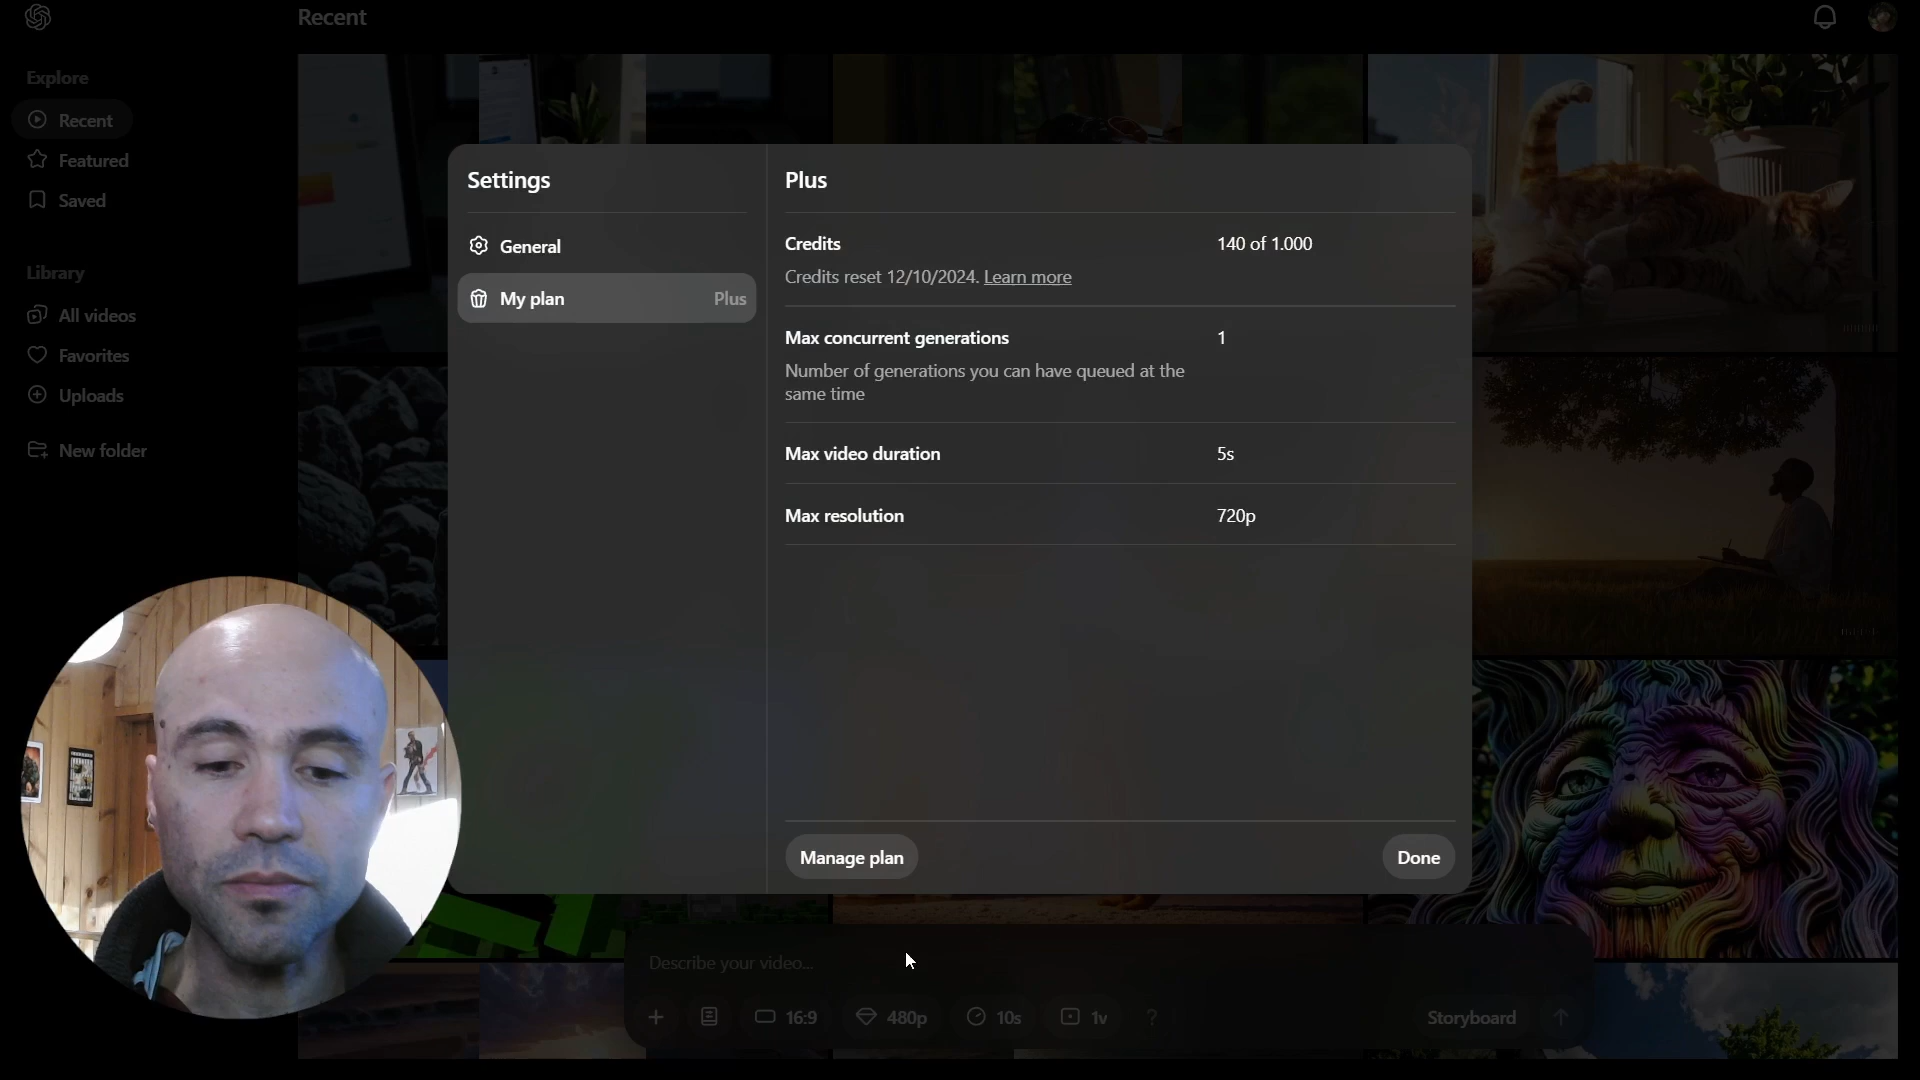 Recent
Explore
Recent
Featured
Saved
Library
All videos
Favorites
Uploads
New folder
Settings
General
My plan
Plus
Plus
Credits
140 of 1.000
Credits reset 12/10/2024. Learn more
Max concurrent generations
1
Number of generations you can have queued at the
same time
Max video duration
5s
Max resolution
720p
Manage plan
Done
Describe your video...
16:9
480p
10s
1v
?
Storyboard